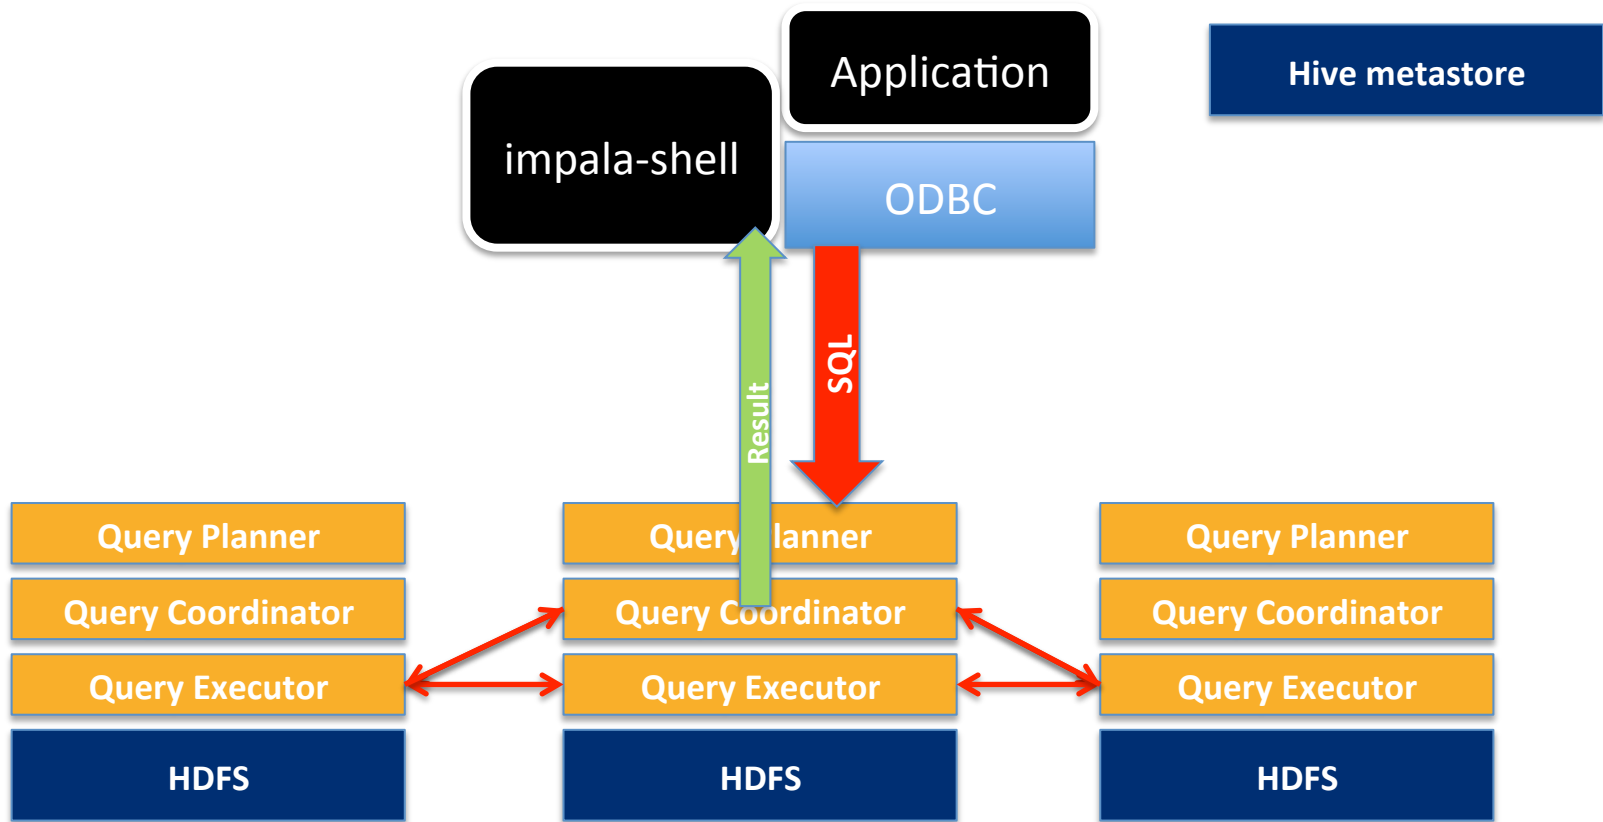 Application
Hive metastore
impala-shell
ODBC
SQL
Result
Query Planner
Query Planner
Query Planner
Query Coordinator
Query Coordinator
Query Coordinator
Query Executor
Query Executor
Query Executor
HDFS
HDFS
HDFS